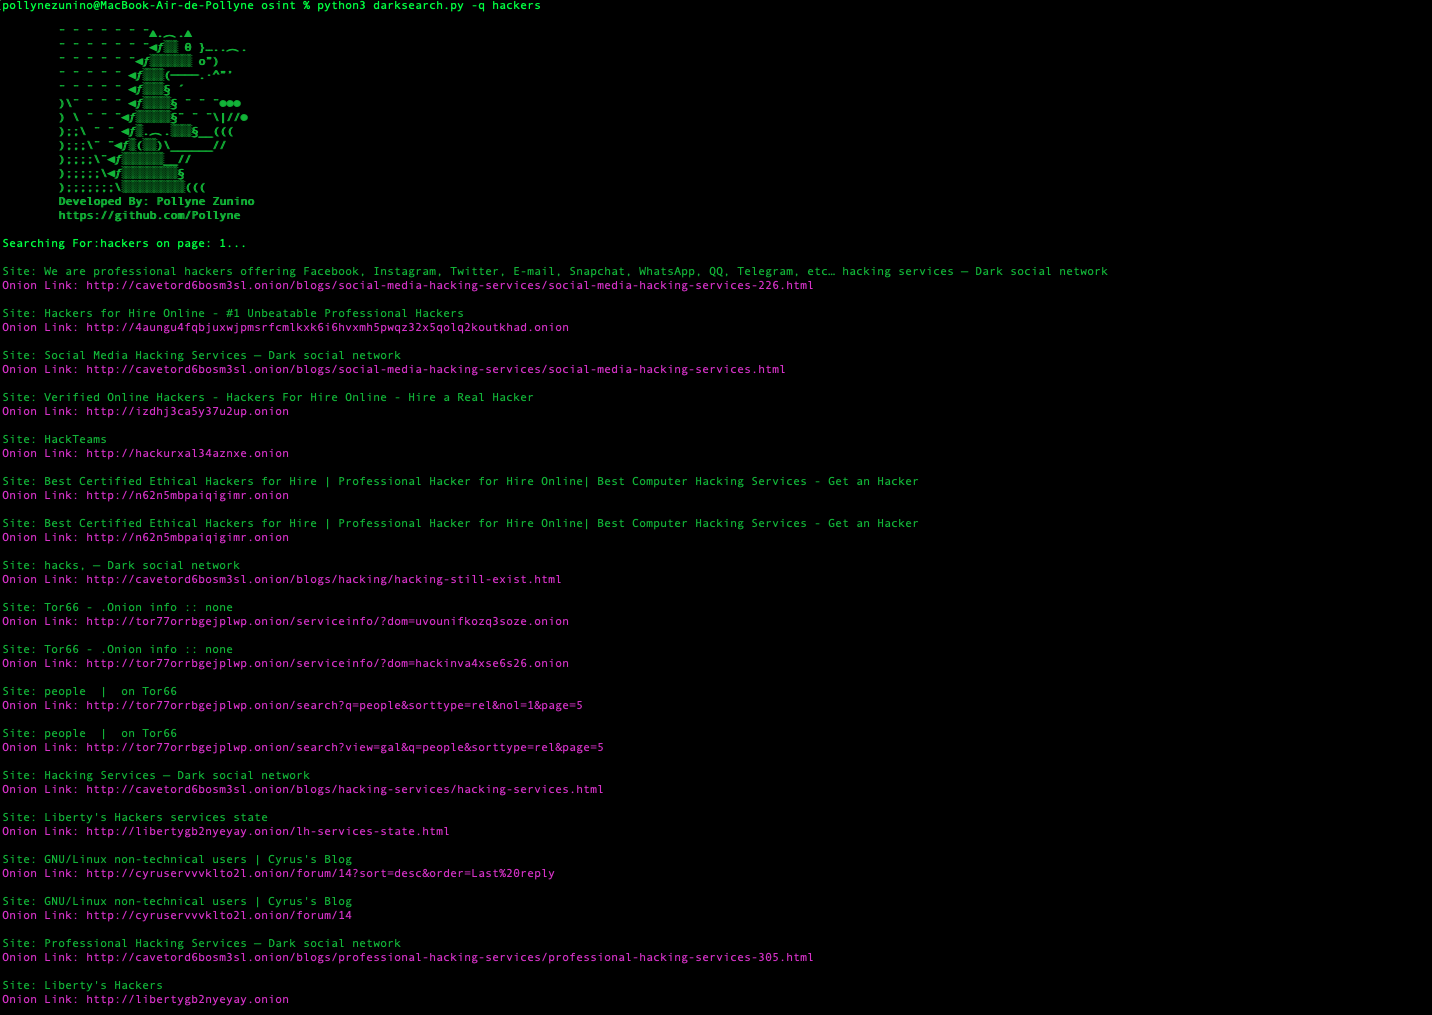 pollynezunino@MacBook-Air-de-Pollyne osint % python3 darksearch.py -q hackers
Developed By: Pollyne Zunino
https://github.com/Pollyne
Searching For:hackers on page: 1...
Site: We are professional hackers offering Facebook, Instagram, Twitter, E-mail, Snapchat, WhatsApp, QQ, Telegram, etc… hacking services — Dark social network
Onion Link: http://cavetord6bosm3sl.onion/blogs/social-media-hacking-services/social-media-hacking-services-226.html
Site: Hackers for Hire Online - #1 Unbeatable Professional Hackers
Onion Link: http://4aungu4fqbjuxwjpmsrfcmlkxk6i6hvxmh5pwqz32x5qolq2koutkhad.onion
Site: Social Media Hacking Services — Dark social network
Onion Link: http://cavetord6bosm3sl.onion/blogs/social-media-hacking-services/social-media-hacking-services.html
Site: Verified Online Hackers - Hackers For Hire Online - Hire a Real Hacker
Onion Link: http://izdhj3ca5y37u2up.onion
Site: HackTeams
Onion Link: http://hackurxal34aznxe.onion
Site: Best Certified Ethical Hackers for Hire | Professional Hacker for Hire Online| Best Computer Hacking Services - Get an Hacker
Onion Link: http://n62n5mbpaiqigimr.onion
Site: Best Certified Ethical Hackers for Hire | Professional Hacker for Hire Online| Best Computer Hacking Services - Get an Hacker
Onion Link: http://n62n5mbpaiqigimr.onion
Site: hacks, — Dark social network
Onion Link: http://cavetord6bosm3sl.onion/blogs/hacking/hacking-still-exist.html
Site: Tor66 - .Onion info :: none
Onion Link: http://tor77orrbgejplwp.onion/serviceinfo/?dom=uvounifkozq3soze.onion
Site: Tor66 - .Onion info :: none
Onion Link: http://tor77orrbgejplwp.onion/serviceinfo/?dom=hackinva4xse6s26.onion
Site: people  |  on Tor66
Onion Link: http://tor77orrbgejplwp.onion/search?q=people&sorttype=rel&nol=1&page=5
Site: people  |  on Tor66
Onion Link: http://tor77orrbgejplwp.onion/search?view=gal&q=people&sorttype=rel&page=5
Site: Hacking Services — Dark social network
Onion Link: http://cavetord6bosm3sl.onion/blogs/hacking-services/hacking-services.html
Site: Liberty's Hackers services state
Onion Link: http://libertygb2nyeyay.onion/lh-services-state.html
Site: GNU/Linux non-technical users | Cyrus's Blog
Onion Link: http://cyruservvvklto2l.onion/forum/14?sort=desc&order=Last%20reply
Site: GNU/Linux non-technical users | Cyrus's Blog
Onion Link: http://cyruservvvklto2l.onion/forum/14
Site: Professional Hacking Services — Dark social network
Onion Link: http://cavetord6bosm3sl.onion/blogs/professional-hacking-services/professional-hacking-services-305.html
Site: Liberty's Hackers
Onion Link: http://libertygb2nyeyay.onion